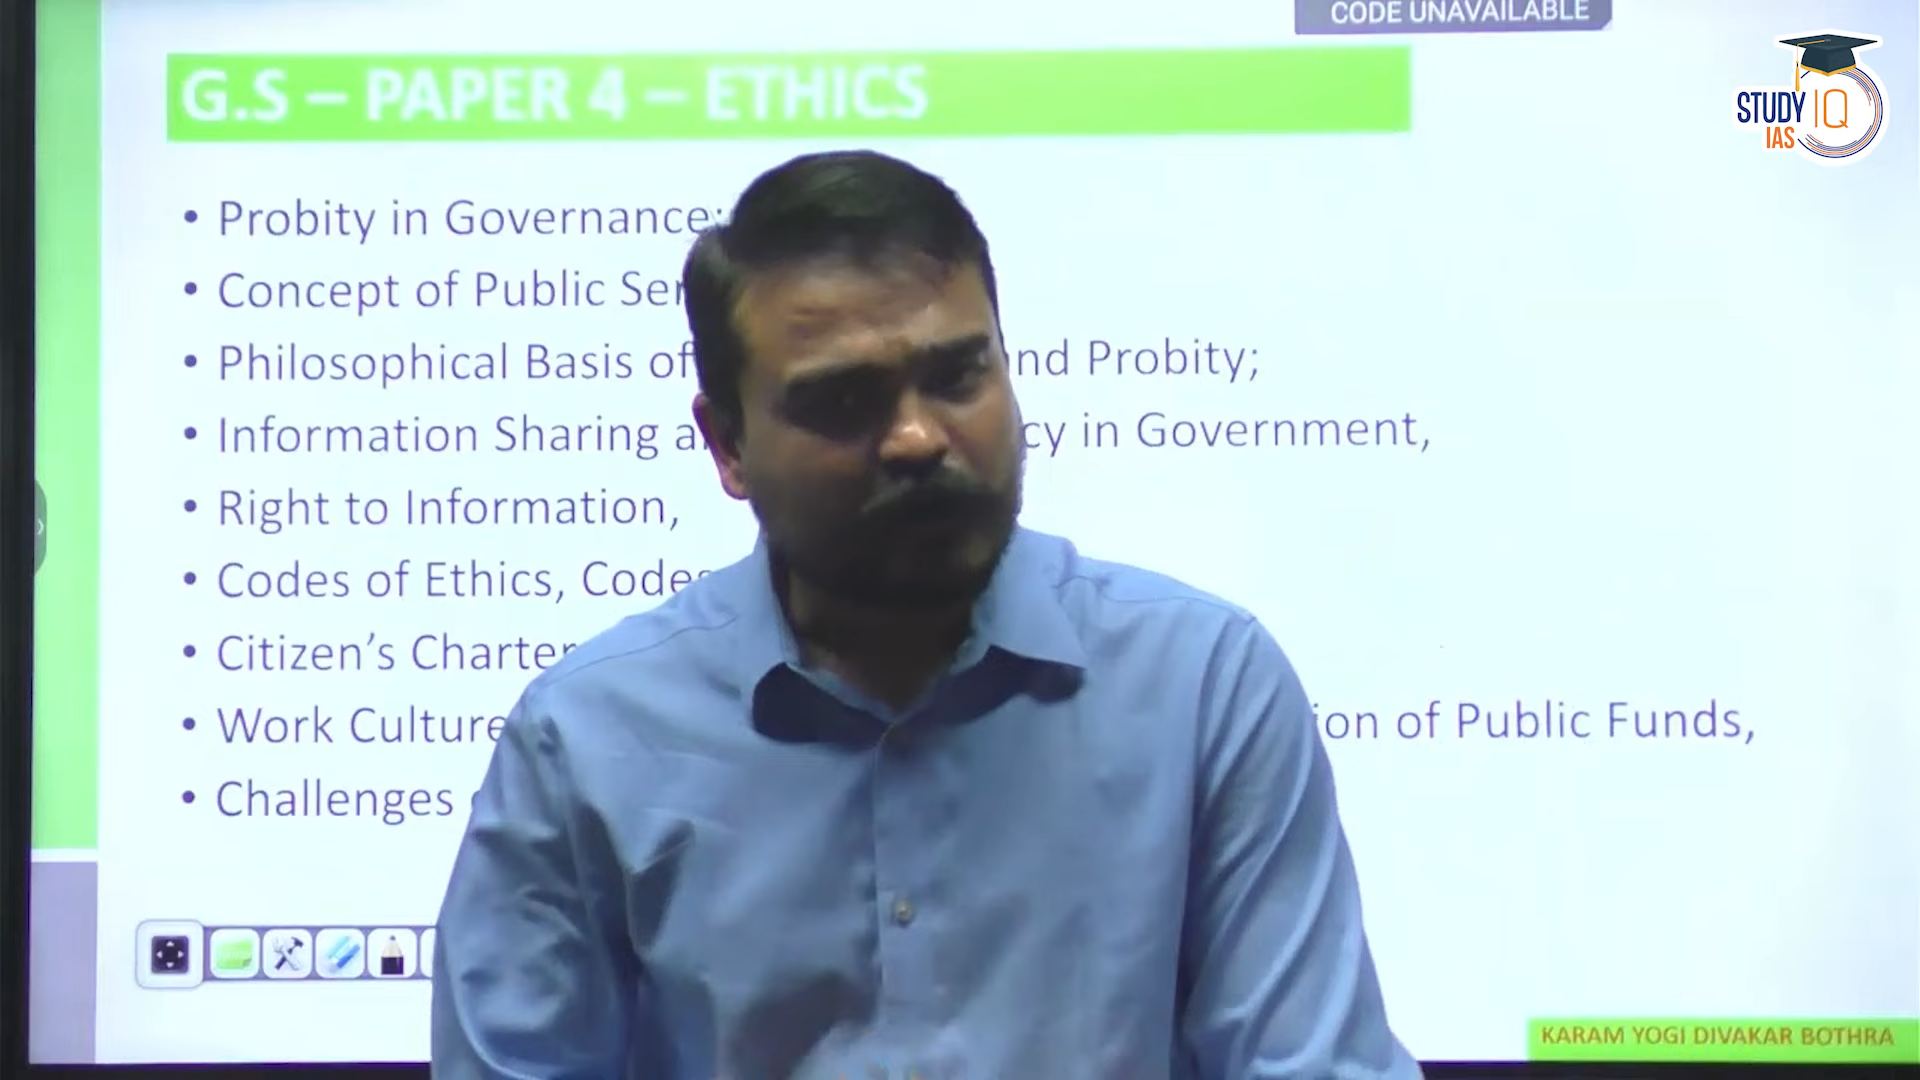 CODE UNAVAILABLE
G.S – PAPER 4 – ETHICS
STUDY IQ
IAS
• Probity in Governance;
• Concept of Public
• Philosophical Basis of nd Probity;
• Information Sharing cy in Government,
• Right to Information,
• Codes of Ethics, Codes
• Citizen’s Charter
• Work Culture ion of Public Funds,
• Challenges
KARAM YOGI DIVAKAR BOTHRA